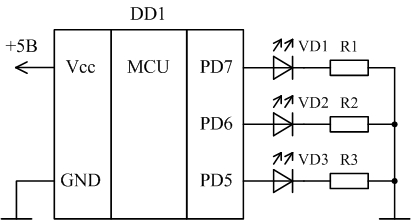 DD1
+5В
Vcc MCU PD7 VD1 R1
PD6 VD2 R2
GND PD5 VD3 R3